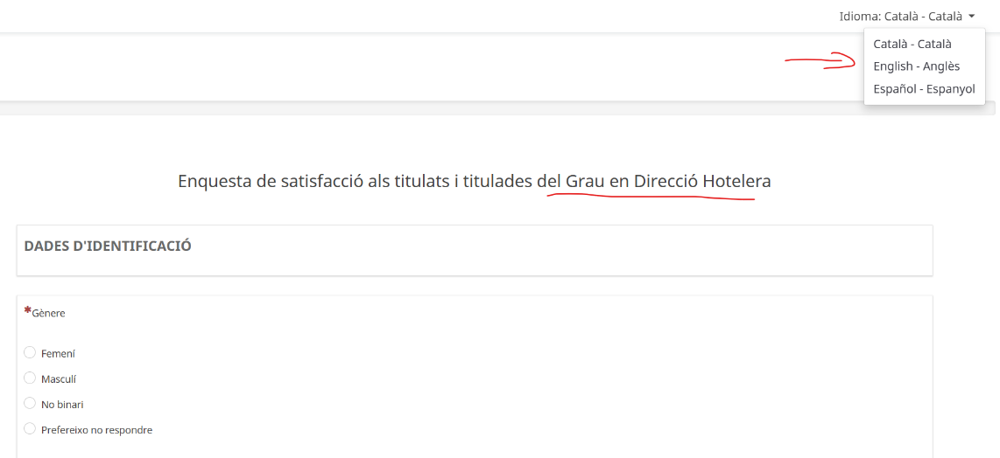 Idioma: Català - Català
Català - Català
English - Anglès
Español - Espanyol
Enquesta de satisfacció als titulats i titulades del Grau en Direcció Hotelera
DADES D'IDENTIFICACIÓ
*Gènere
Femení
Masculí
No binari
Prefereixo no respondre